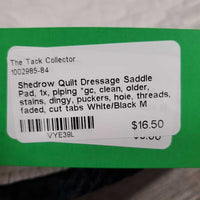 The Tack Collector
1002985-84
Shedrow Quilt Dressage Saddle
Pad, 1x, piping *gc, clean, older,
stains, dingy, puckers, hole, threads,
faded, cut tabs White/Black M
$16.50
VYE39L